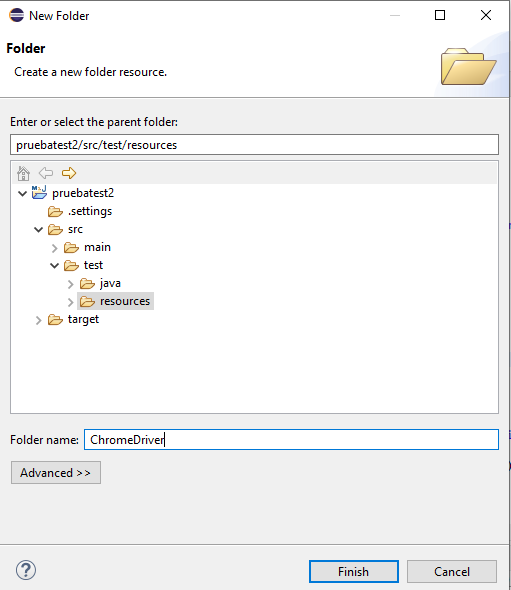 New Folder
Folder
Create a new folder resource.
Enter or select the parent folder:
pruebatest2/src/test/resources
pruebatest2
.settings
src
main
test
java
resources
target
Folder name: ChromeDriver
Advanced >>
Finish Cancel